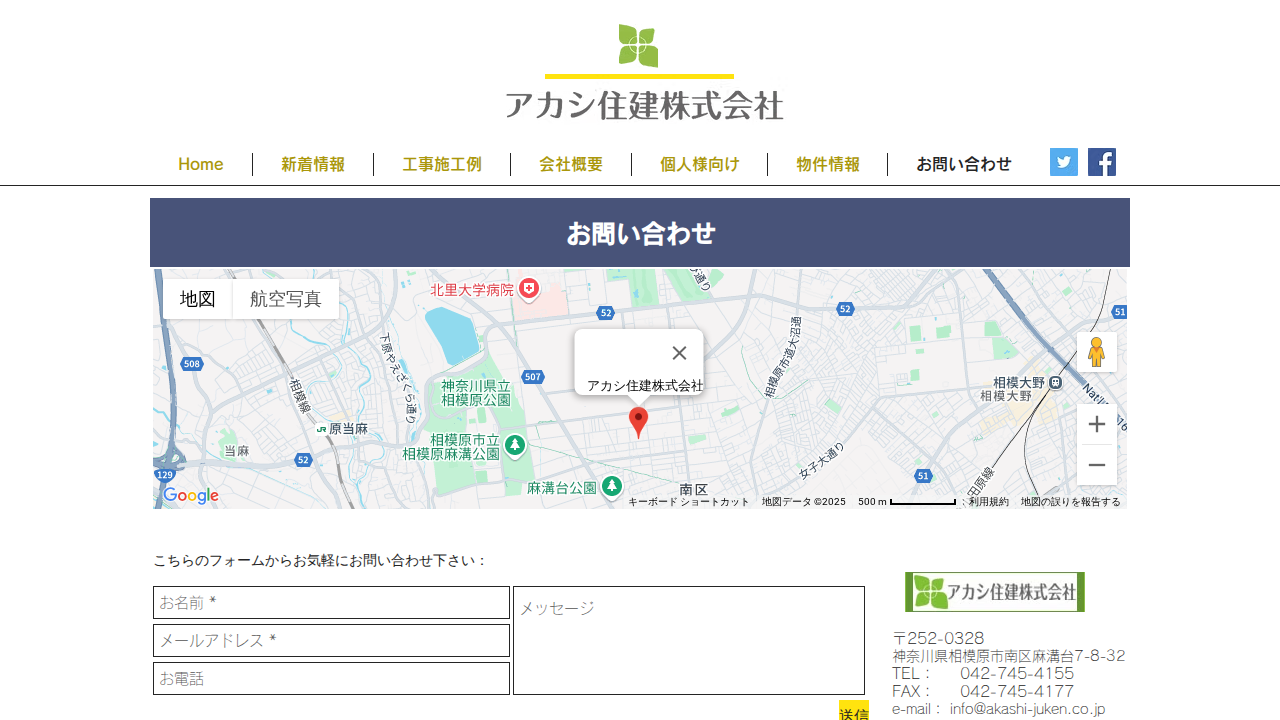 アカシ住建株式会社
Home
新着情報
工事施工例
会社概要
個人様向け
物件情報
お問い合わせ
お問い合わせ
地図
航空写真
北里大学病院
52
52
51
508
下原やえざくら通り
507
アカシ住建株式会社
相模原市道大沼通
神奈川県立
相模原公園
相模大野
相模大野
相模線
原当麻
相模原市立
相模原麻溝公園
当麻
52
女子大通り
51
129
麻溝台公園
南区
Google
キーボード ショートカット
地図データ ©2025
500 m
利用規約
地図の誤りを報告する
こちらのフォームからお気軽にお問い合わせ下さい：
お名前 *
メッセージ
メールアドレス *
お電話
送信
アカシ住建株式会社
〒252-0328
神奈川県相模原市南区麻溝台7-8-32
TEL： 042-745-4155
FAX： 042-745-4177
e-mail： info@akashi-juken.co.jp